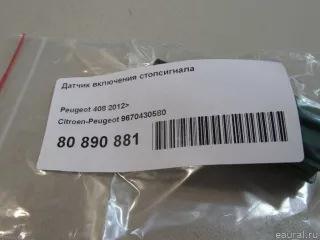 Датчик включения стопсигнала
Peugeot 408 2012>
Citroen-Peugeot 9670430580
80 890 881
© eaural.ru